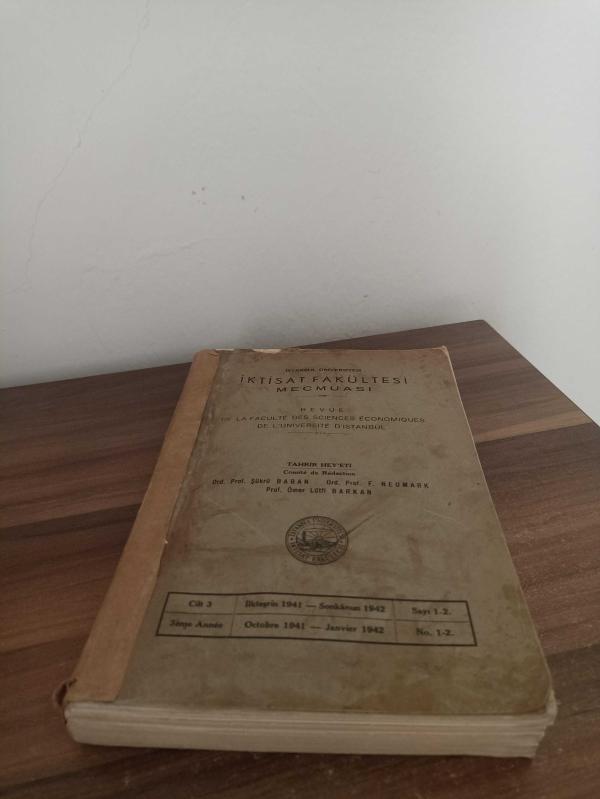 İSTANBUL ÜNİVERSİTESİ
İKTİSAT FAKÜLTESİ
MECMUASI
REVUE
DE LA FACULTÉ DES SCIENCES ÉCONOMIQUES
DE L'UNIVERSITÉ D'ISTANBUL
TAHRİR HEY'ETİ
Comité de Rédaction
Ord. Prof. Şükrü BABAN Ord. Prof. F. NEUMARK
Prof. Ömer Lûtfi BARKAN
Cilt 3 İlkteşrin 1941 — Sonkânun 1942 Sayı 1-2.
3ème Année Octobre 1941 — Janvier 1942 No. 1-2.